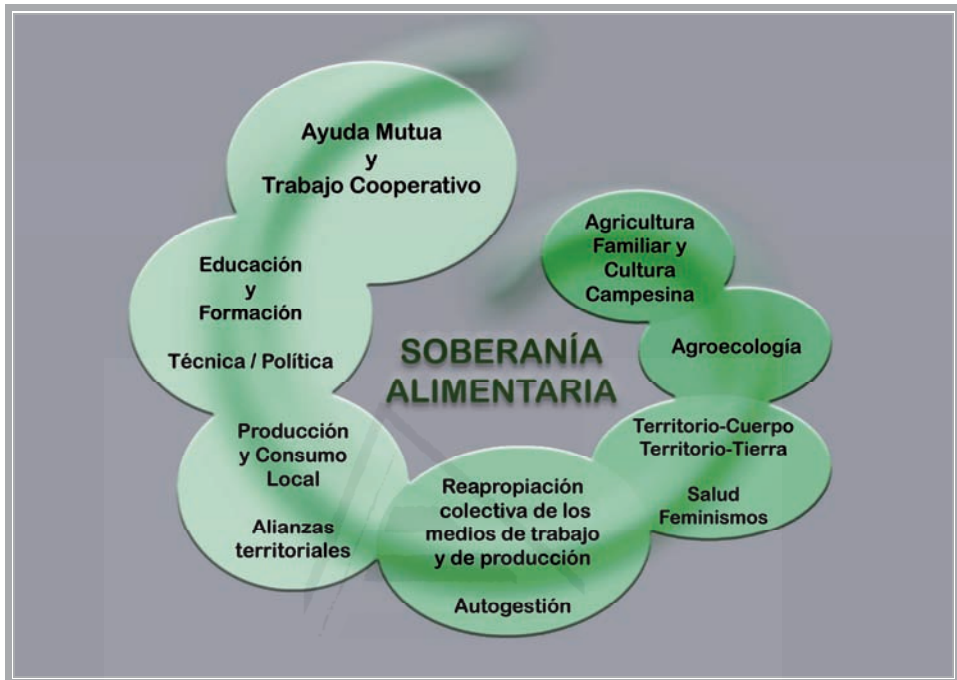 Ayuda Mutua
y
Trabajo Cooperativo
Educación
y
Formación
Técnica / Política
Producción
y Consumo
Local
Alianzas
territoriales
Reapropiación
colectiva de los
medios de trabajo
y de producción
Autogestión
Territorio-Cuerpo
Territorio-Tierra
Salud
Feminismos
Agroecología
Agricultura
Familiar y
Cultura
Campesina
SOBERANÍA
ALIMENTARIA